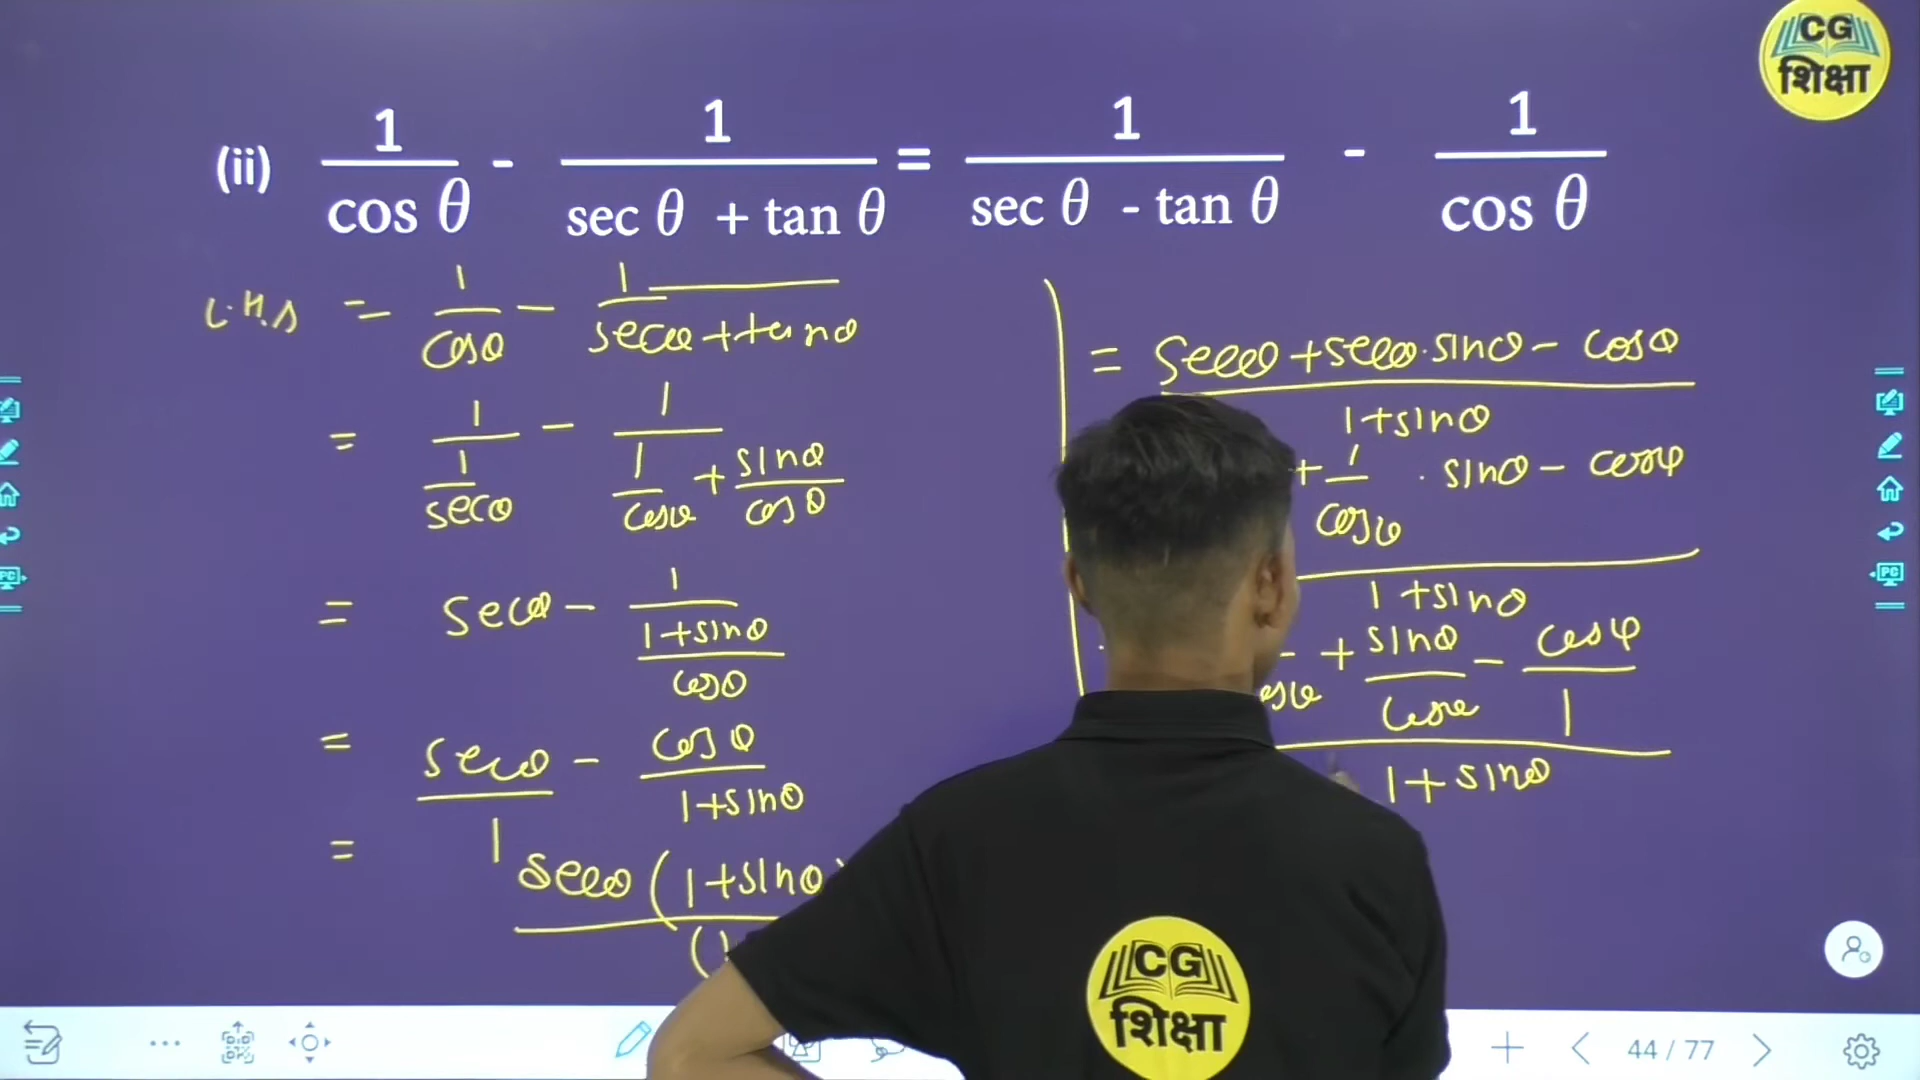 CG
शिक्षा
(ii) 1/cos θ - 1/(sec θ + tan θ) = 1/(sec θ - tan θ) - 1/cos θ
L.H.S = 1/cosθ - 1/(secθ + tanθ)
= 1/(1/secθ) - 1/(1/cosθ + sinθ/cosθ)
= secθ - 1/((1+sinθ)/cosθ)
= secθ/1 - cosθ/(1+sinθ)
= secθ(1+sinθ)
= (secθ + secθ.sinθ - cosθ)/(1+sinθ)
+ 1/cosθ . sinθ - cosθ
1+sinθ
+ sinθ/cosθ - cosθ/1
1+sinθ
CG
शिक्षा
44 / 77
PC
PC